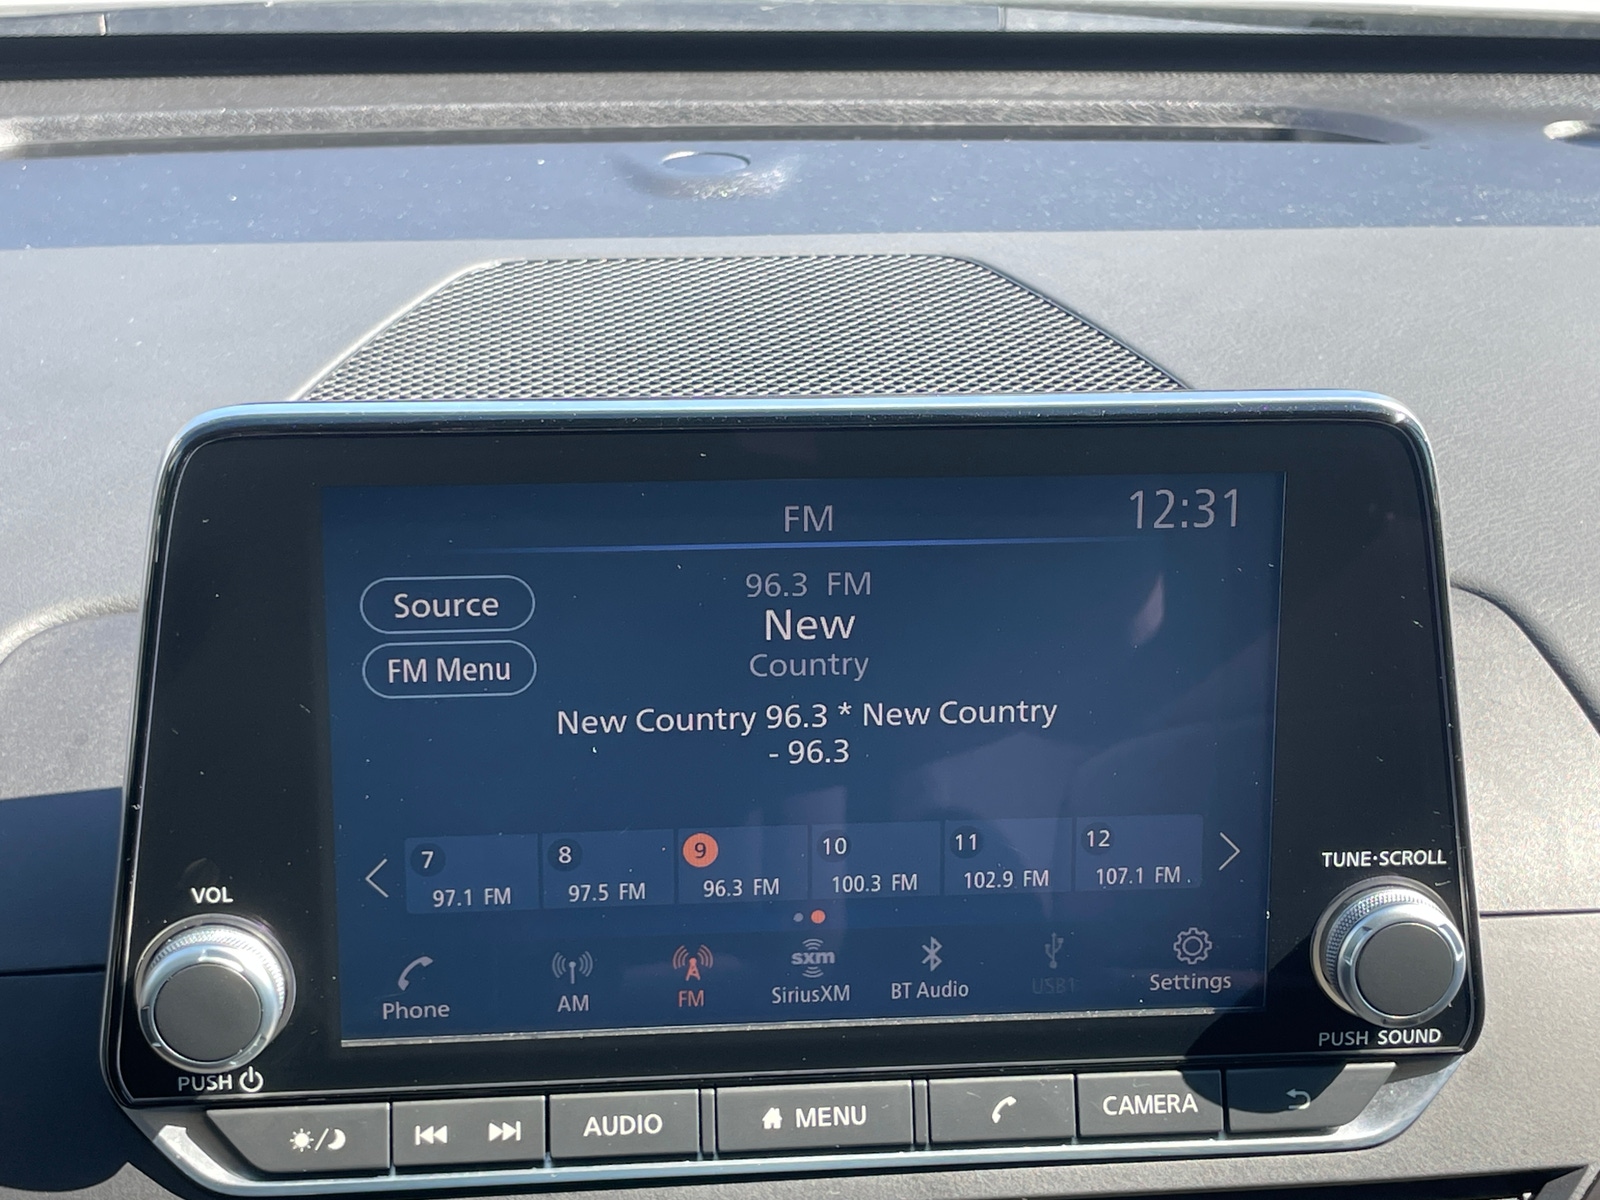 FM
12:31
Source
FM Menu
96.3 FM
New
Country
New Country 96.3 * New Country
- 96.3
7
97.1 FM
8
97.5 FM
9
96.3 FM
10
100.3 FM
11
102.9 FM
12
107.1 FM
Phone
AM
FM
sxm
SiriusXM
BT Audio
USB1
Settings
VOL
PUSH
TUNE·SCROLL
PUSH SOUND
AUDIO
MENU
CAMERA